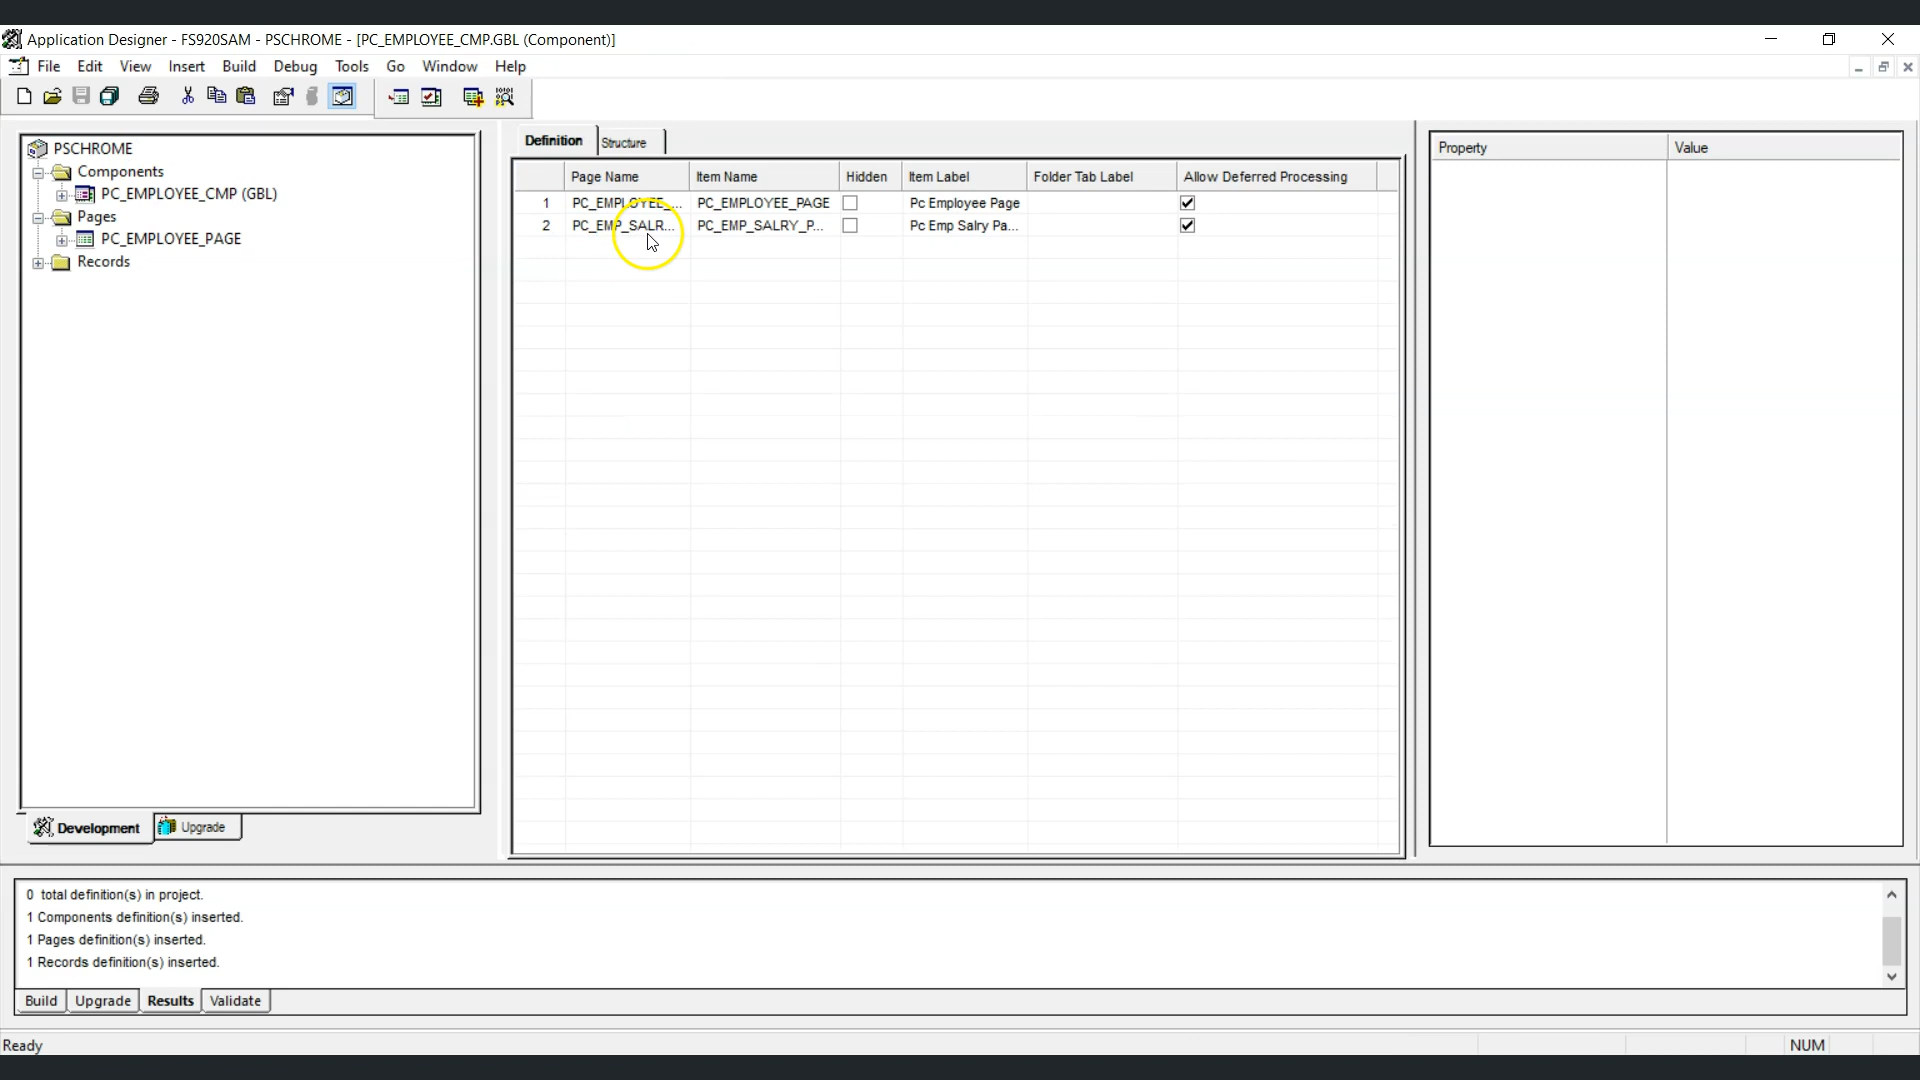 Application Designer - FS920SAM - PSCHROME - [PC_EMPLOYEE_CMP.GBL (Component)]
File Edit View Insert Build Debug Tools Go Window Help
PSCHROME
Components
PC_EMPLOYEE_CMP (GBL)
Pages
PC_EMPLOYEE_PAGE
Records
Development Upgrade
Definition Structure
Page Name Item Name Hidden Item Label Folder Tab Label Allow Deferred Processing
1 PC_EMPLOYEE_... PC_EMPLOYEE_PAGE Pc Employee Page
2 PC_EMP_SALR... PC_EMP_SALRY_P... Pc Emp Salry Pa...
Property Value
0 total definition(s) in project.
1 Components definition(s) inserted.
1 Pages definition(s) inserted.
1 Records definition(s) inserted.
Build Upgrade Results Validate
Ready NUM